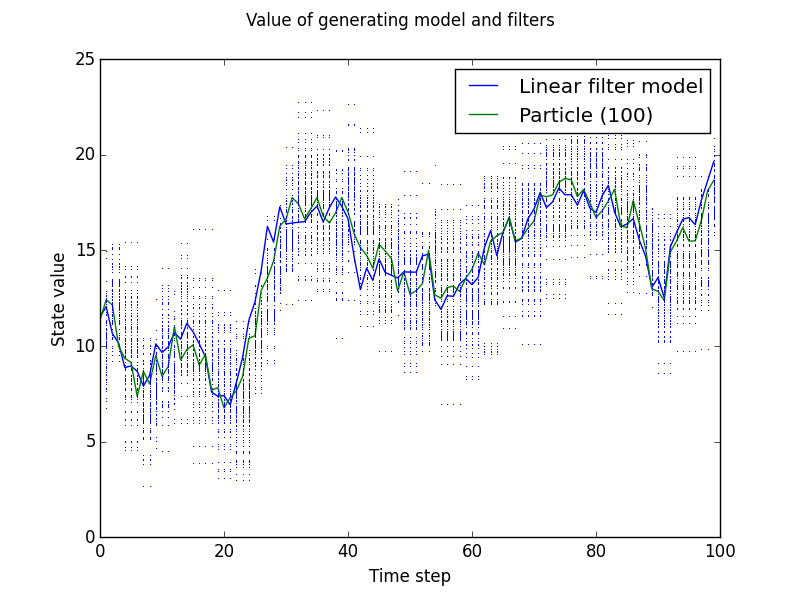 Value of generating model and filters
25
20
15
10
5
0
State value
Linear filter model
Particle (100)
0 20 40 60 80 100
Time step